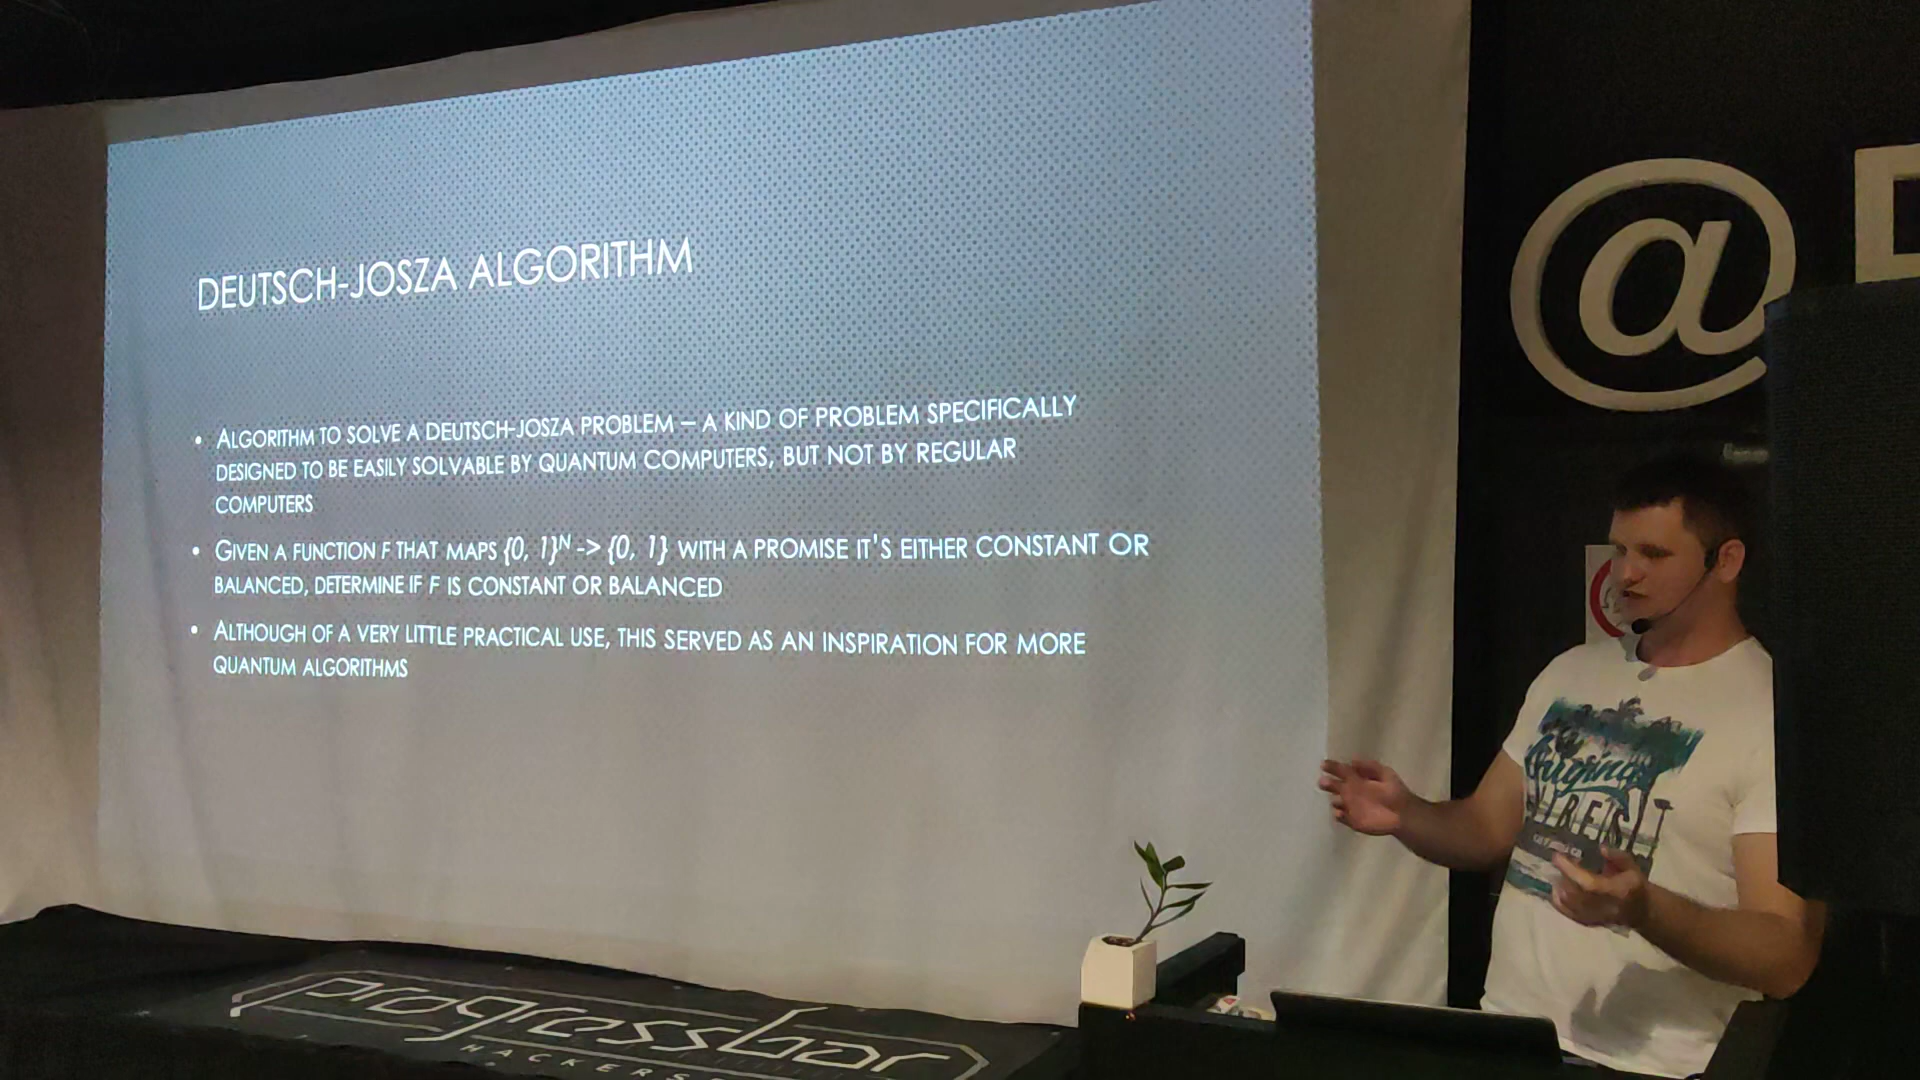 DEUTSCH-JOSZA ALGORITHM
• ALGORITHM TO SOLVE A DEUTSCH-JOSZA PROBLEM – A KIND OF PROBLEM SPECIFICALLY
DESIGNED TO BE EASILY SOLVABLE BY QUANTUM COMPUTERS, BUT NOT BY REGULAR
COMPUTERS
• GIVEN A FUNCTION F THAT MAPS {0, 1}ᴺ -> {0, 1} WITH A PROMISE IT'S EITHER CONSTANT OR
BALANCED, DETERMINE IF F IS CONSTANT OR BALANCED
• ALTHOUGH OF A VERY LITTLE PRACTICAL USE, THIS SERVED AS AN INSPIRATION FOR MORE
QUANTUM ALGORITHMS
@
Original
progressbar
HACKERS